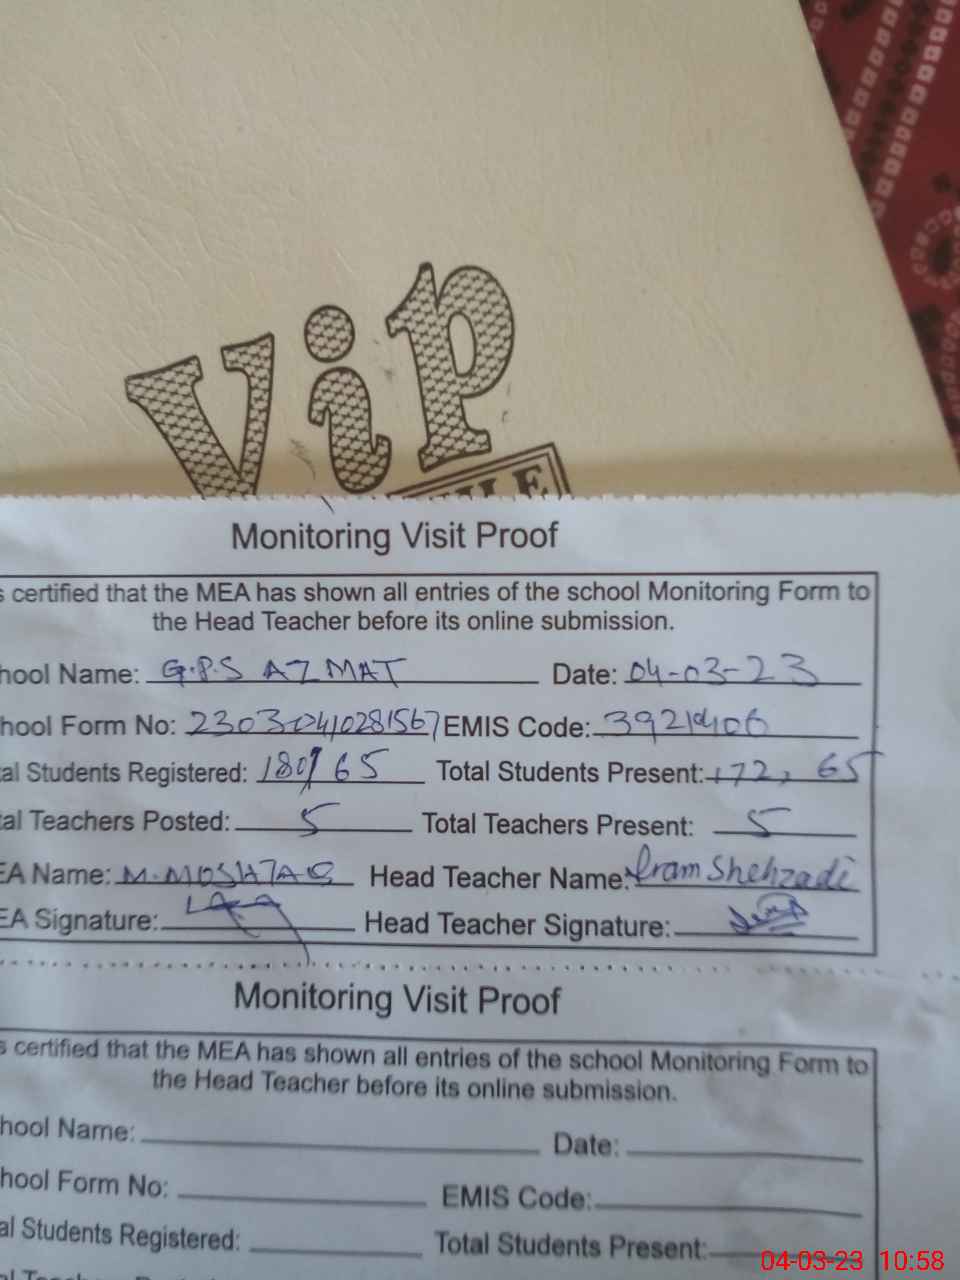 Vip
Monitoring Visit Proof
s certified that the MEA has shown all entries of the school Monitoring Form to
the Head Teacher before its online submission.
hool Name: G.P.S AZMAT Date: 04-03-23
hool Form No: 23030410281567 EMIS Code:
al Students Registered: 180, 65 Total Students Present: 172, 65
al Teachers Posted: 5 Total Teachers Present: 5
EA Name: M. MOSHTAQ Head Teacher Name: Iram Shehzadi
EA Signature: Head Teacher Signature:
Monitoring Visit Proof
s certified that the MEA has shown all entries of the school Monitoring Form to
the Head Teacher before its online submission.
hool Name: Date:
hool Form No: EMIS Code:
al Students Registered: Total Students Present:
04-03-23 10:58